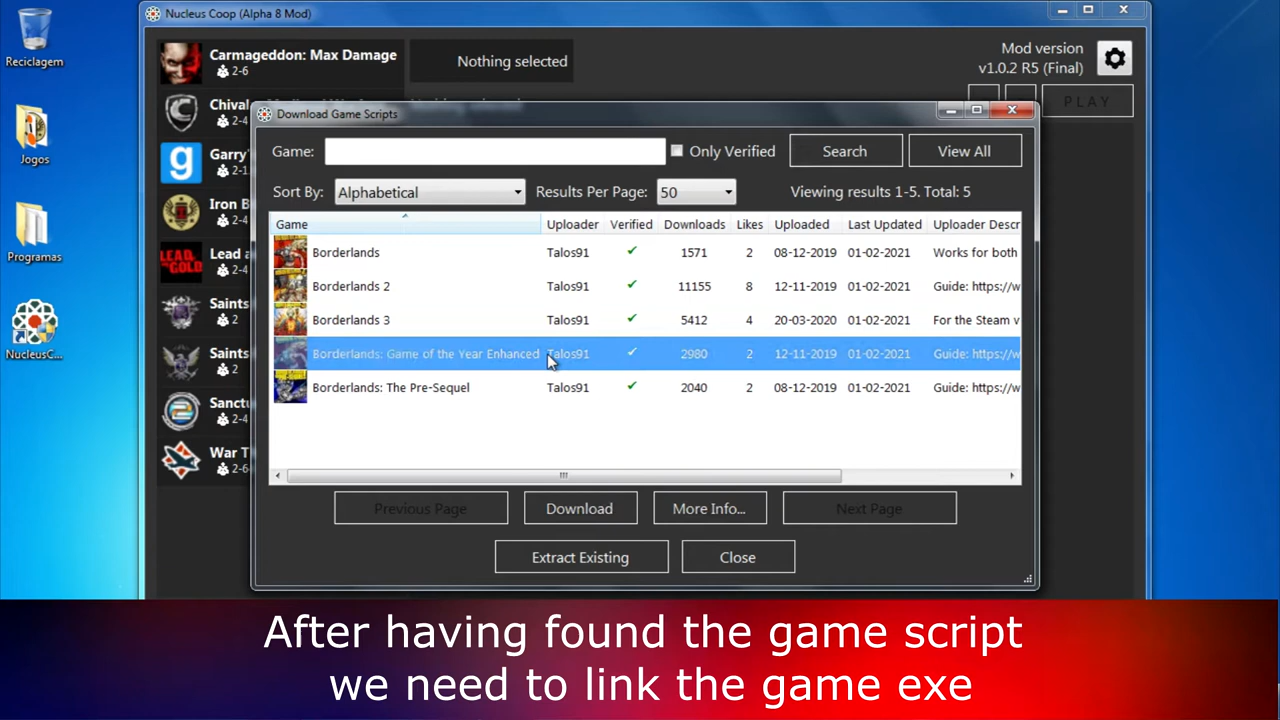 Reciclagem
Jogos
Programas
NucleusC...
Nucleus Coop (Alpha 8 Mod)
Carmageddon: Max Damage
2-6
Nothing selected
Mod version
v1.0.2 R5 (Final)
PLAY
Chival
2-4
Garry'
2-1
Iron B
2-4
Lead a
2-4
Saints
2
Saints
2
Sanctu
2-4
War T
2-6
Download Game Scripts
Game:
Only Verified
Search
View All
Sort By:
Alphabetical
Results Per Page:
50
Viewing results 1-5. Total: 5
Game Uploader Verified Downloads Likes Uploaded Last Updated Uploader Descr
Borderlands Talos91 ✓ 1571 2 08-12-2019 01-02-2021 Works for both
Borderlands 2 Talos91 ✓ 11155 8 12-11-2019 01-02-2021 Guide: https://w
Borderlands 3 Talos91 ✓ 5412 4 20-03-2020 01-02-2021 For the Steam v
Borderlands: Game of the Year Enhanced Talos91 ✓ 2980 2 12-11-2019 01-02-2021 Guide: https://w
Borderlands: The Pre-Sequel Talos91 ✓ 2040 2 08-12-2019 01-02-2021 Guide: https://w
Previous Page
Download
More Info...
Next Page
Extract Existing
Close
After having found the game script
we need to link the game exe